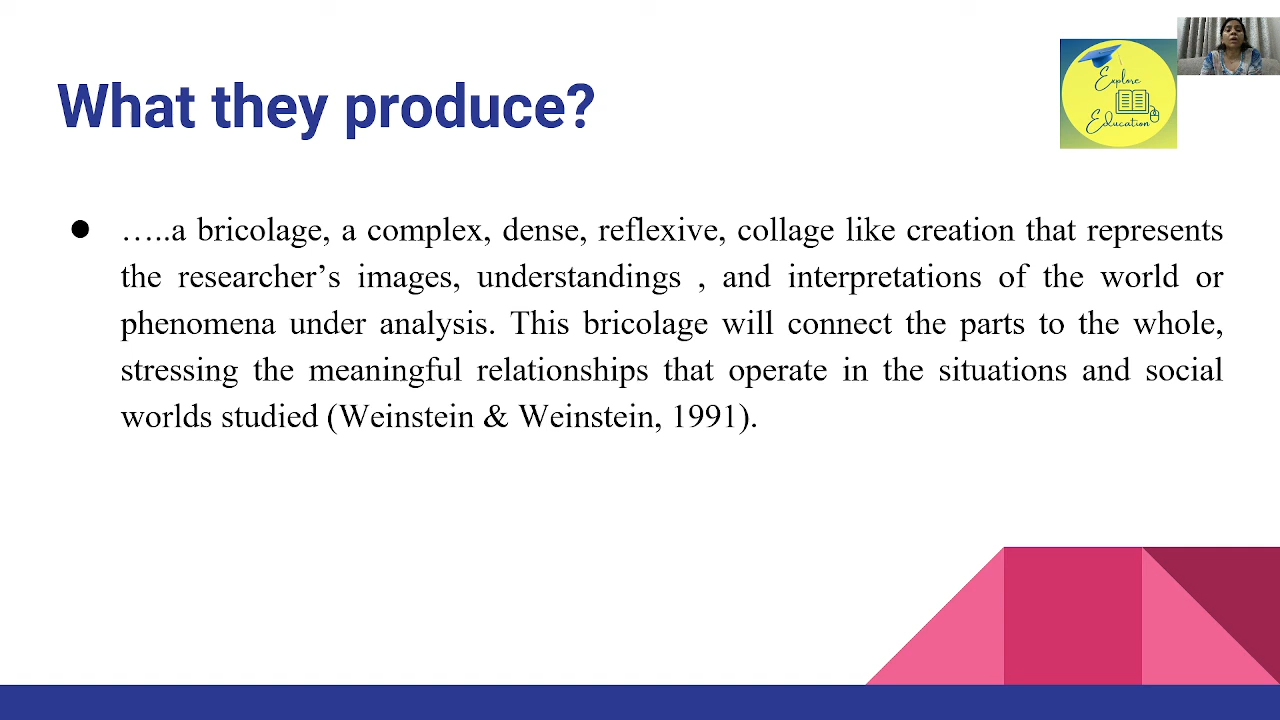 What they produce?
Explore
Education
● …..a bricolage, a complex, dense, reflexive, collage like creation that represents
the researcher’s images, understandings , and interpretations of the world or
phenomena under analysis. This bricolage will connect the parts to the whole,
stressing the meaningful relationships that operate in the situations and social
worlds studied (Weinstein & Weinstein, 1991).